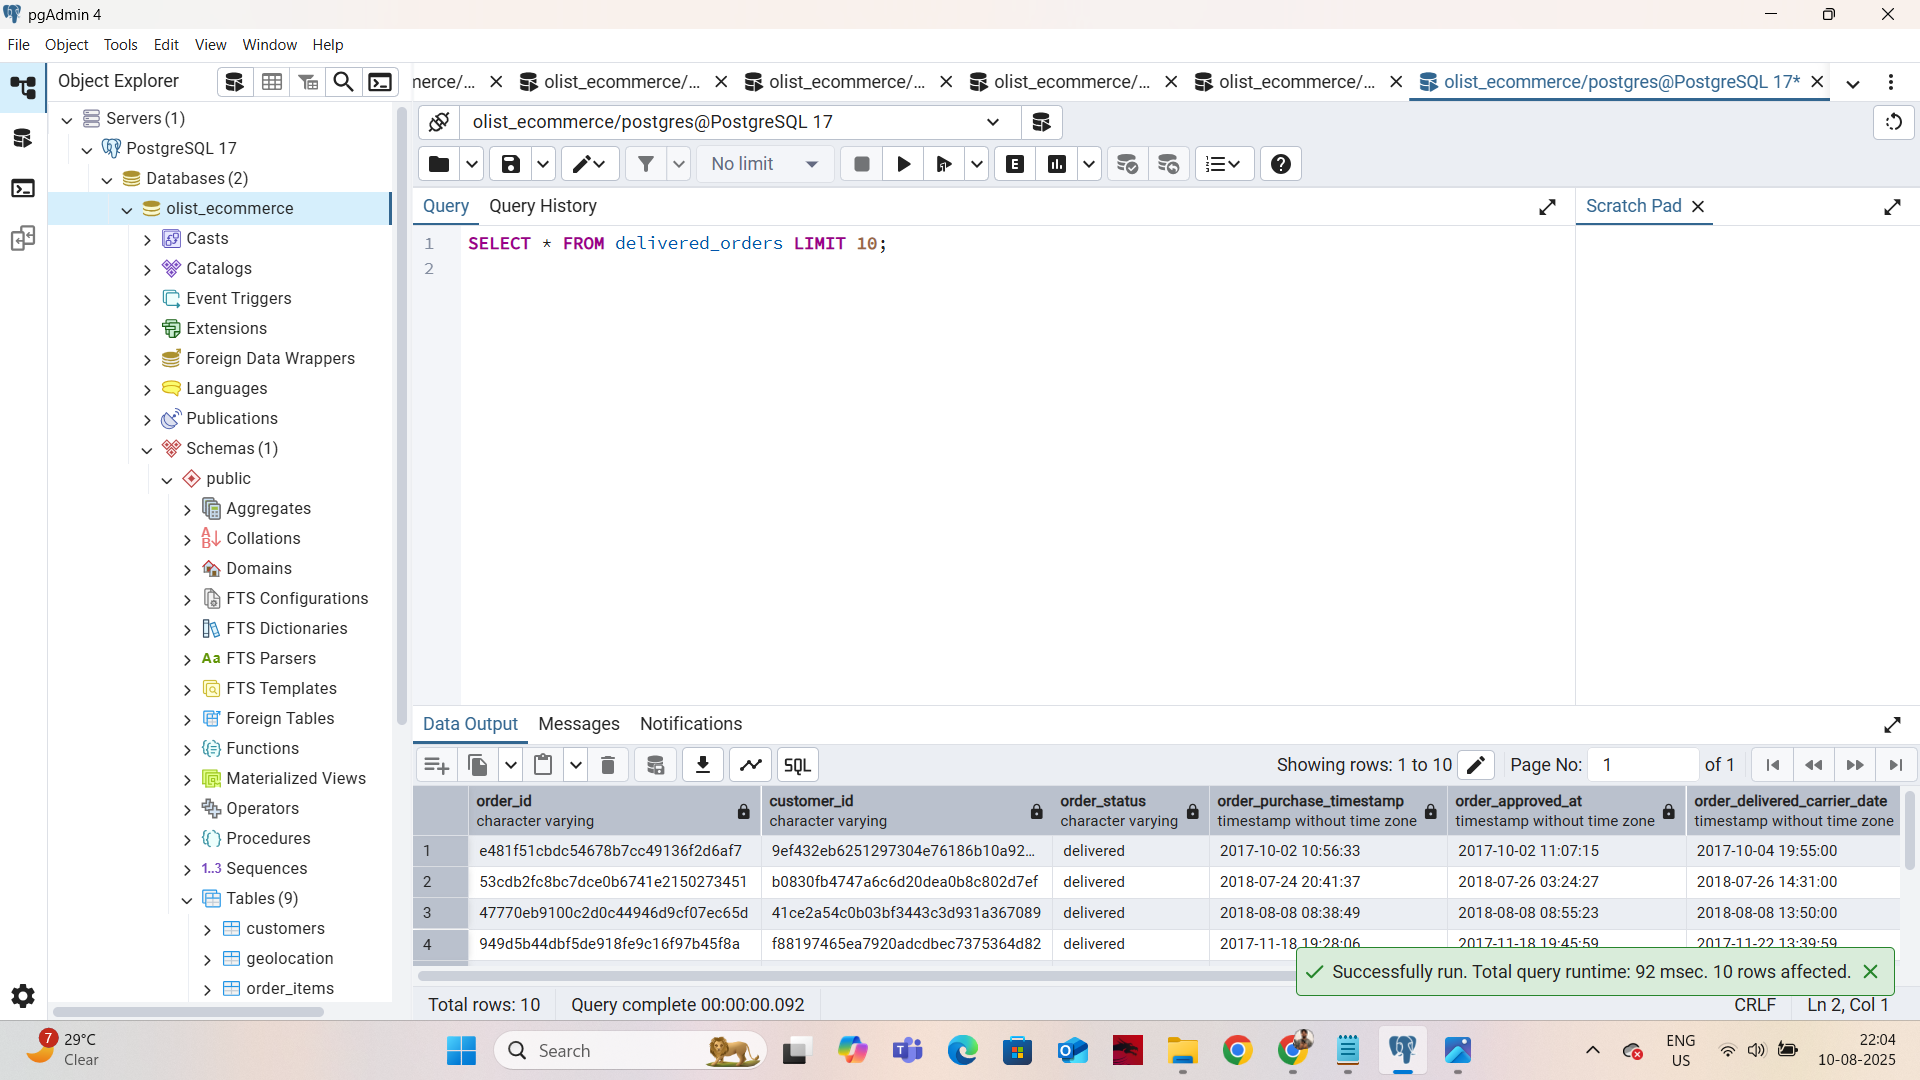 pgAdmin 4
File Object Tools Edit View Window Help
Object Explorer
nerce/... olist_ecommerce/... olist_ecommerce/... olist_ecommerce/... olist_ecommerce/... olist_ecommerce/postgres@PostgreSQL 17*
olist_ecommerce/postgres@PostgreSQL 17
No limit
E
Query Query History
Scratch Pad
1 SELECT * FROM delivered_orders LIMIT 10;
2
Servers (1)
PostgreSQL 17
Databases (2)
olist_ecommerce
Casts
Catalogs
Event Triggers
Extensions
Foreign Data Wrappers
Languages
Publications
Schemas (1)
public
Aggregates
Collations
Domains
FTS Configurations
FTS Dictionaries
Aa FTS Parsers
FTS Templates
Foreign Tables
Functions
Materialized Views
Operators
Procedures
1..3 Sequences
Tables (9)
customers
geolocation
order_items
Data Output Messages Notifications
SQL
Showing rows: 1 to 10 Page No: 1 of 1
order_id customer_id order_status order_purchase_timestamp order_approved_at order_delivered_carrier_date
character varying character varying character varying timestamp without time zone timestamp without time zone timestamp without time zone
1 e481f51cbdc54678b7cc49136f2d6af7 9ef432eb6251297304e76186b10a92... delivered 2017-10-02 10:56:33 2017-10-02 11:07:15 2017-10-04 19:55:00
2 53cdb2fc8bc7dce0b6741e2150273451 b0830fb4747a6c6d20dea0b8c802d7ef delivered 2018-07-24 20:41:37 2018-07-26 03:24:27 2018-07-26 14:31:00
3 47770eb9100c2d0c44946d9cf07ec65d 41ce2a54c0b03bf3443c3d931a367089 delivered 2018-08-08 08:38:49 2018-08-08 08:55:23 2018-08-08 13:50:00
4 949d5b44dbf5de918fe9c16f97b45f8a f88197465ea7920adcdbec7375364d82 delivered 2017-11-18 19:28:06 2017-11-18 19:45:59 2017-11-22 13:39:59
Successfully run. Total query runtime: 92 msec. 10 rows affected.
Total rows: 10 Query complete 00:00:00.092 CRLF Ln 2, Col 1
7 29°C
Clear
Search
ENG
US
22:04
10-08-2025